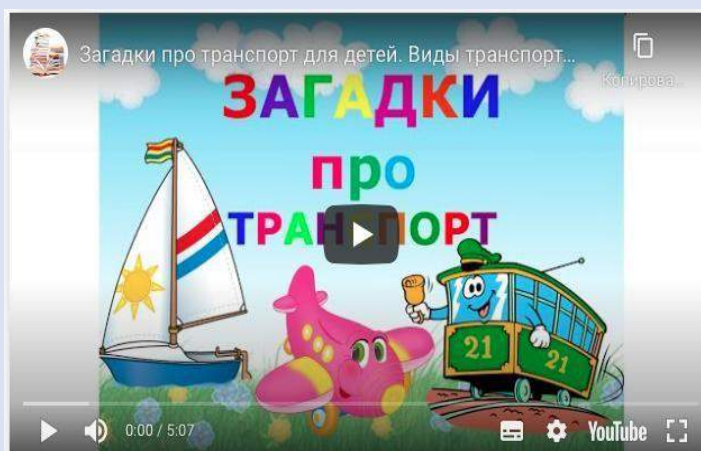 Загадки про транспорт для детей. Виды транспорт...
Копирова...
ЗАГАДКИ
про
ТРАНСПОРТ
21
21
0:00 / 5:07
YouTube